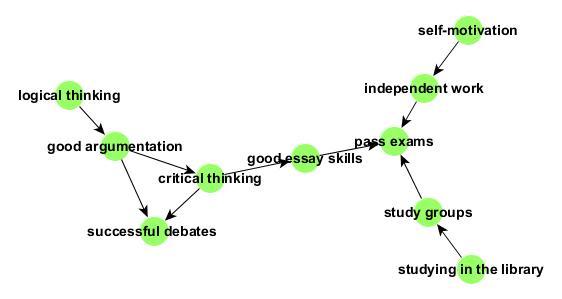 self-motivation
independent work
logical thinking
good argumentation
pass exams
good essay skills
critical thinking
study groups
successful debates
studying in the library